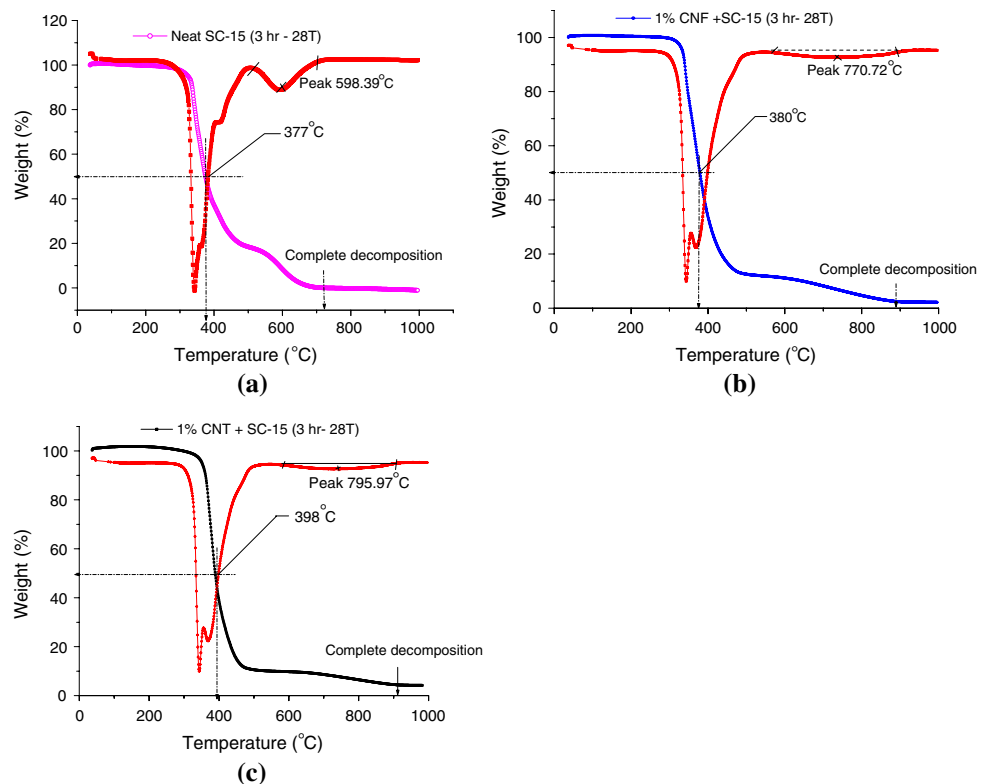 Neat SC-15 (3 hr - 28T)
Weight (%)
120
100
80
60
40
20
0
Peak 598.39°C
377°C
Complete decomposition
0 200 400 600 800 1000
Temperature (°C)
(a)
1% CNF +SC-15 (3 hr- 28T)
Weight (%)
100
80
60
40
20
0
Peak 770.72°C
380°C
Complete decomposition
0 200 400 600 800 1000
Temperature (°C)
(b)
1% CNT + SC-15 (3 hr- 28T)
Weight (%)
100
80
60
40
20
0
Peak 795.97°C
398°C
Complete decomposition
0 200 400 600 800 1000
Temperature (°C)
(c)